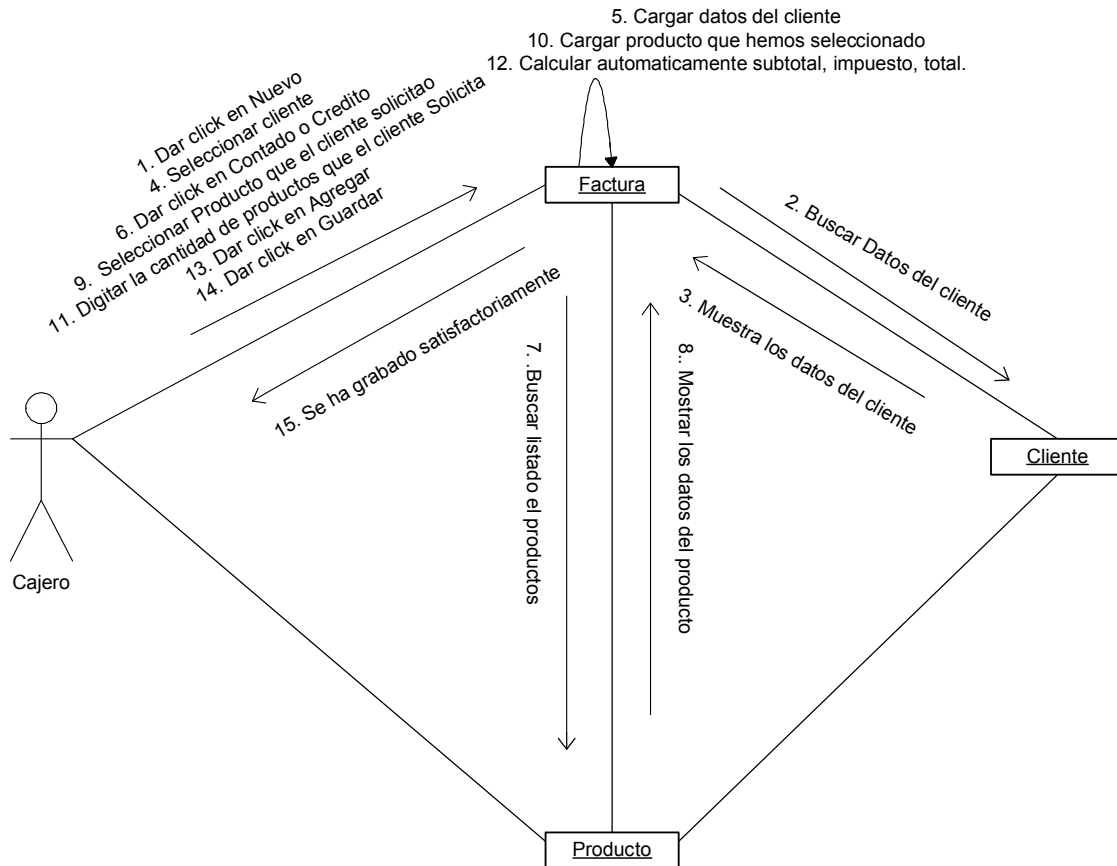 5. Cargar datos del cliente
10. Cargar producto que hemos seleccionado
12. Calcular automaticamente subtotal, impuesto, total.
1. Dar click en Nuevo
4. Seleccionar cliente
6. Dar click en Contado o Credito
9. Seleccionar Producto que el cliente solicitao
11. Digitar la cantidad de productos que el cliente Solicita
13. Dar click en Agregar
14. Dar click en Guardar
Factura
2. Buscar Datos del cliente
3. Muestra los datos del cliente
15. Se ha grabado satisfactoriamente
7. .Buscar listado el productos
8.. Mostrar los datos del producto
Cliente
Cajero
Producto